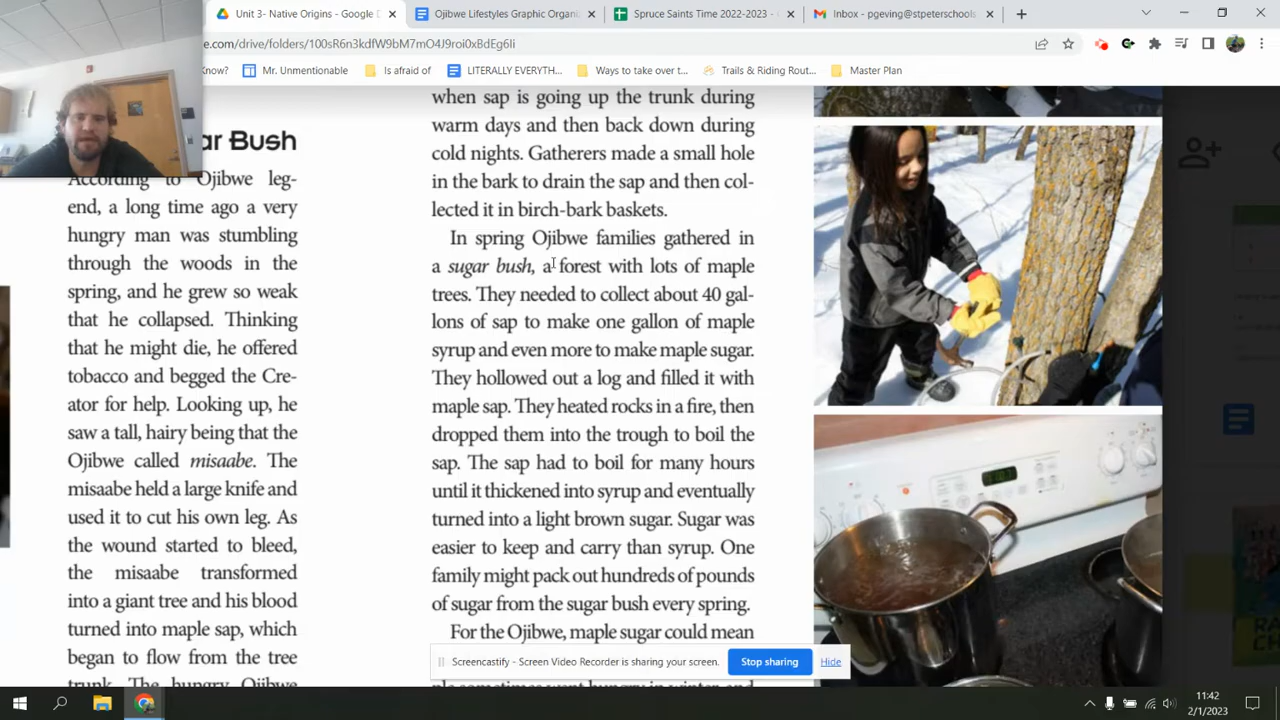 Unit 3- Native Origins - Google D
Ojibwe Lifestyles Graphic Organi
Spruce Saints Time 2022-2023 -
Inbox - pgeving@stpeterschools
e.com/drive/folders/100sR6n3kdfW9bM7mO4J9roi0xBdEg6Ii
Know?
Mr. Unmentionable
Is afraid of
LITERALLY EVERYTH...
Ways to take over t...
Trails & Riding Rout...
Master Plan
ar Bush
According to Ojibwe leg-
end, a long time ago a very
hungry man was stumbling
through the woods in the
spring, and he grew so weak
that he collapsed. Thinking
that he might die, he offered
tobacco and begged the Cre-
ator for help. Looking up, he
saw a tall, hairy being that the
Ojibwe called misaabe. The
misaabe held a large knife and
used it to cut his own leg. As
the wound started to bleed,
the misaabe transformed
into a giant tree and his blood
turned into maple sap, which
began to flow from the tree
trunk. The hungry Ojibwe
when sap is going up the trunk during
warm days and then back down during
cold nights. Gatherers made a small hole
in the bark to drain the sap and then col-
lected it in birch-bark baskets.
In spring Ojibwe families gathered in
a sugar bush, a forest with lots of maple
trees. They needed to collect about 40 gal-
lons of sap to make one gallon of maple
syrup and even more to make maple sugar.
They hollowed out a log and filled it with
maple sap. They heated rocks in a fire, then
dropped them into the trough to boil the
sap. The sap had to boil for many hours
until it thickened into syrup and eventually
turned into a light brown sugar. Sugar was
easier to keep and carry than syrup. One
family might pack out hundreds of pounds
of sugar from the sugar bush every spring.
For the Ojibwe, maple sugar could mean
ple sometimes went hungry in winter, and
Screencastify - Screen Video Recorder is sharing your screen.
Stop sharing
Hide
11:42
2/1/2023